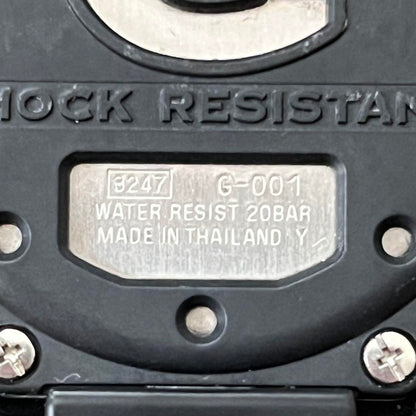 HOCK RESISTAN
3247 G-001
WATER RESIST 20BAR
MADE IN THAILAND Y